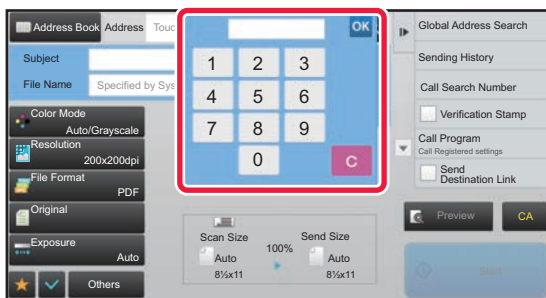 Address Book
Address
Touc
OK
Global Address Search
Subject
Sending History
File Name
Specified by Sys
1 2 3
Call Search Number
4 5 6
Verification Stamp
Color Mode
Auto/Grayscale
7 8 9
Call Program
Call Registered settings
Resolution
200x200dpi
0
C
Send
Destination Link
File Format
PDF
Original
Preview
CA
Scan Size
100%
Send Size
Exposure
Auto
Auto
Auto
8½x11
8½x11
Others
Start